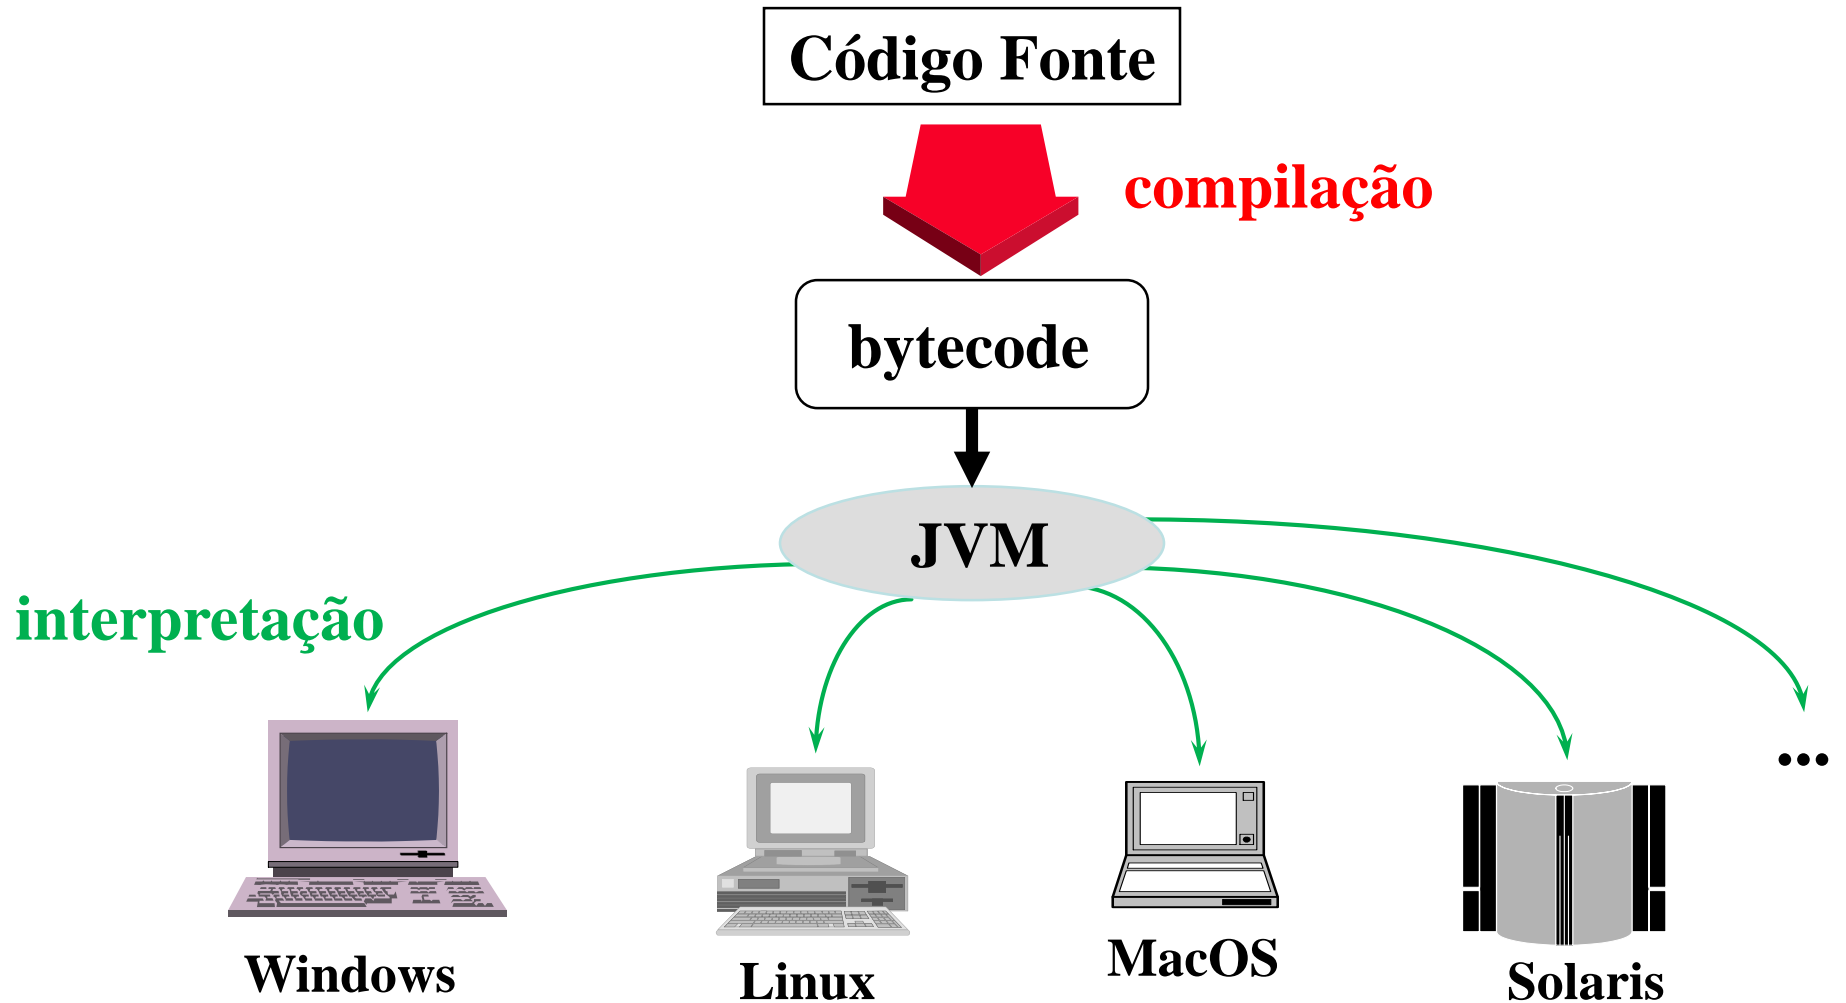 Código Fonte
compilação
bytecode
JVM
interpretação
...
Windows
Linux
MacOS
Solaris